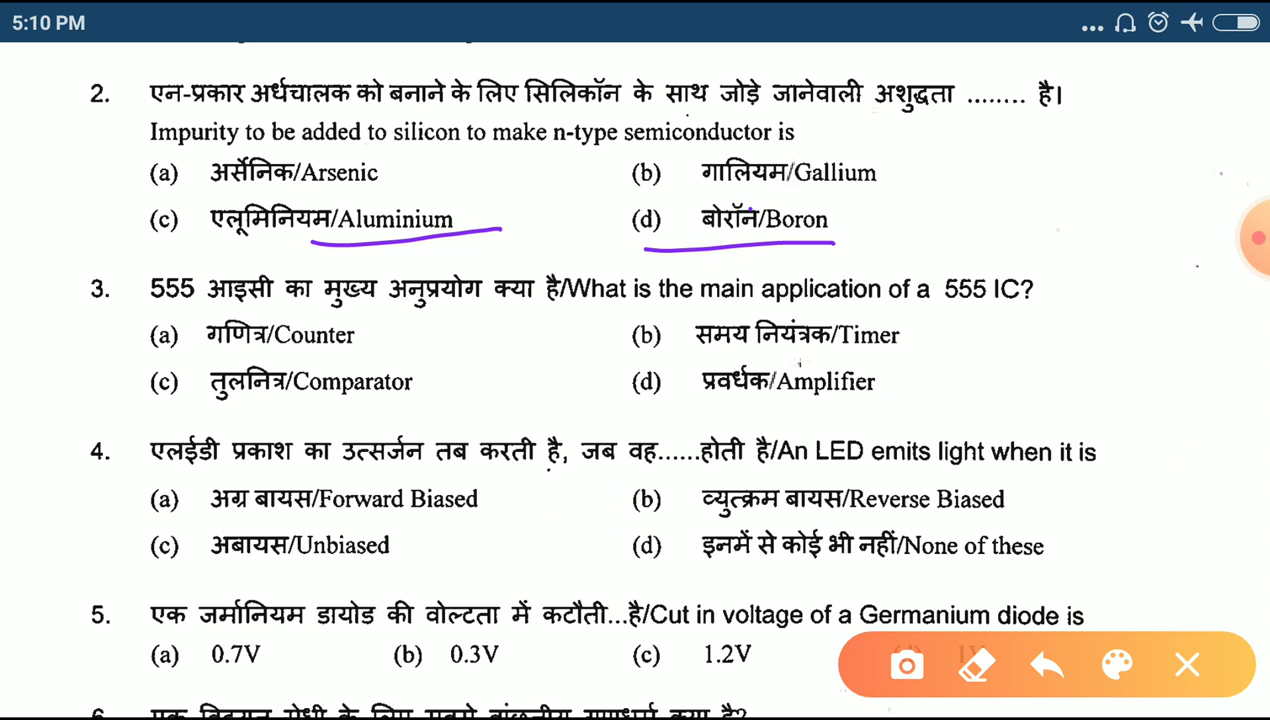 5:10 PM
2. एन-प्रकार अर्धचालक को बनाने के लिए सिलिकॉन के साथ जोड़े जानेवाली अशुद्धता ........ है।
Impurity to be added to silicon to make n-type semiconductor is
(a) अर्सेनिक/Arsenic (b) गालियम/Gallium
(c) एलूमिनियम/Aluminium (d) बोरॉन/Boron
3. 555 आइसी का मुख्य अनुप्रयोग क्या है/What is the main application of a 555 IC?
(a) गणित्र/Counter (b) समय नियंत्रक/Timer
(c) तुलनित्र/Comparator (d) प्रवर्धक/Amplifier
4. एलईडी प्रकाश का उत्सर्जन तब करती है, जब वह......होती है/An LED emits light when it is
(a) अग्र बायस/Forward Biased (b) व्युत्क्रम बायस/Reverse Biased
(c) अबायस/Unbiased (d) इनमें से कोई भी नहीं/None of these
5. एक जर्मानियम डायोड की वोल्टता में कटौती...है/Cut in voltage of a Germanium diode is
(a) 0.7V (b) 0.3V (c) 1.2V